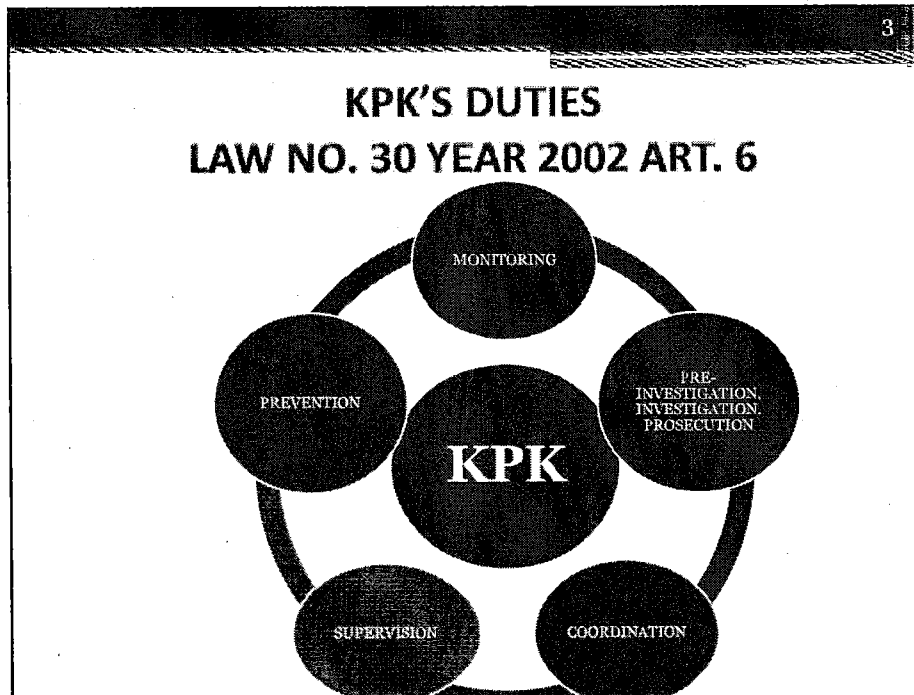 3
KPK'S DUTIES
LAW NO. 30 YEAR 2002 ART. 6
MONITORING
PRE-
INVESTIGATION,
INVESTIGATION.
PROSECUTION
PREVENTION
KPK
SUPERVISION
COORDINATION